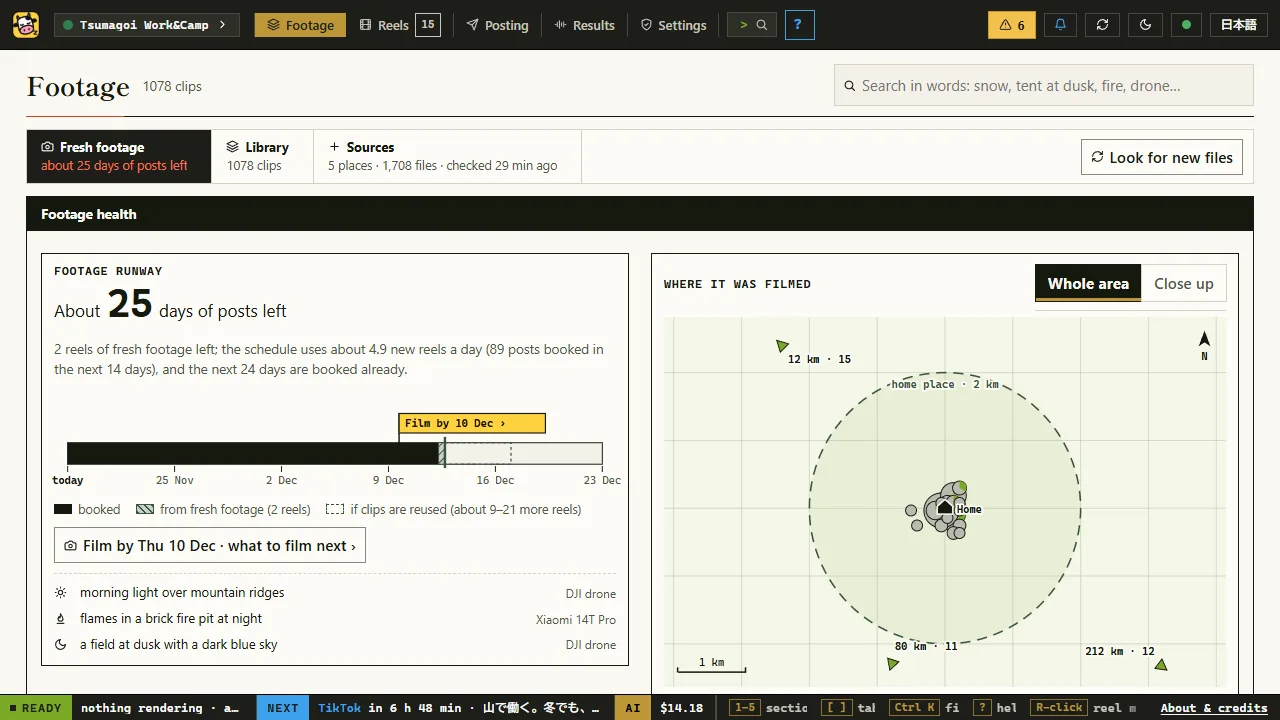 Tsumagoi Work&Camp › Footage Reels 15 Posting Results Settings > ? 6 日本語
Footage 1078 clips
Search in words: snow, tent at dusk, fire, drone...
Fresh footage
about 25 days of posts left
Library
1078 clips
Sources
5 places · 1,708 files · checked 29 min ago
Look for new files
Footage health
FOOTAGE RUNWAY
About 25 days of posts left
2 reels of fresh footage left; the schedule uses about 4.9 new reels a day (89 posts booked in
the next 14 days), and the next 24 days are booked already.
Film by 10 Dec ›
today 25 Nov 2 Dec 9 Dec 16 Dec 23 Dec
booked from fresh footage (2 reels) if clips are reused (about 9–21 more reels)
Film by Thu 10 Dec · what to film next ›
morning light over mountain ridges DJI drone
flames in a brick fire pit at night Xiaomi 14T Pro
a field at dusk with a dark blue sky DJI drone
WHERE IT WAS FILMED
Whole area Close up
12 km · 15
N
home place · 2 km
Home
80 km · 11
212 km · 12
1 km
READY nothing rendering · a… NEXT TikTok in 6 h 48 min · 山で働く。冬でも、… AI $14.18 1–5 sectio [ ] tal Ctrl K fi ? hel R-click reel m About & credits